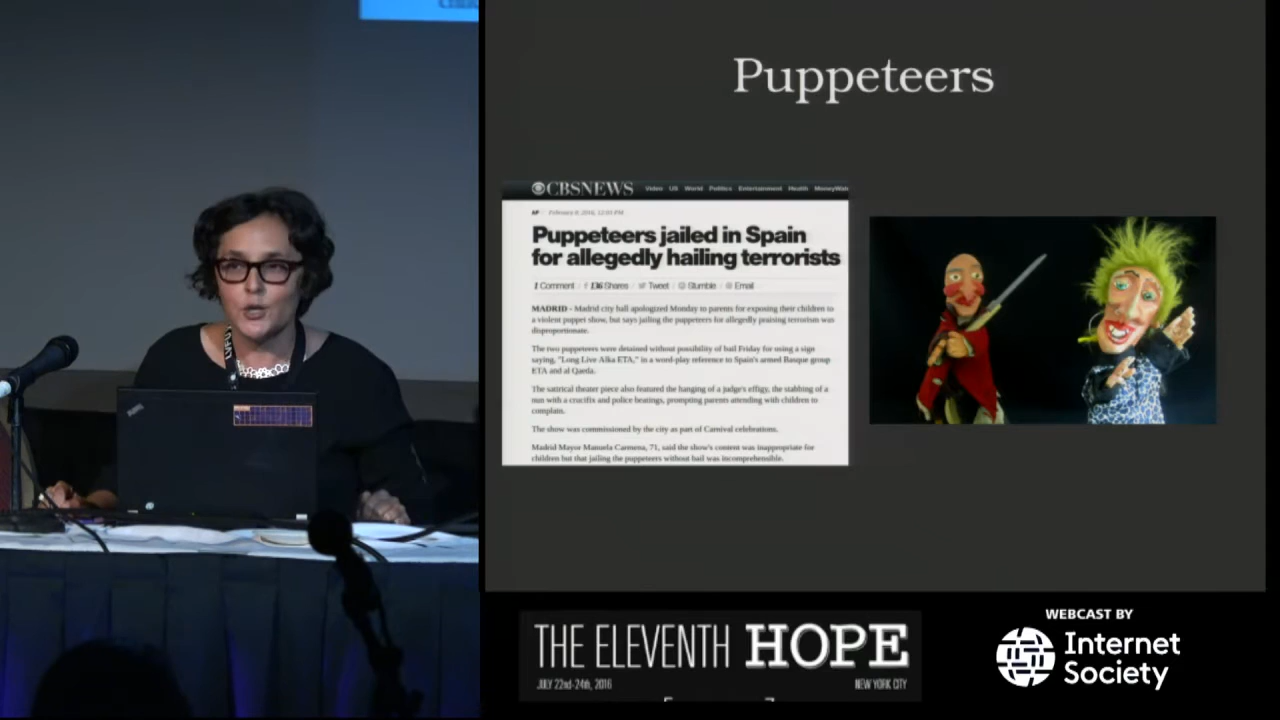 Puppeteers
CBSNEWS Video US World Politics Entertainment Health MoneyWatch
AP February 8, 2016, 12:00 PM
Puppeteers jailed in Spain
for allegedly hailing terrorists
1 Comment / f 136 Shares / Tweet / Stumble / Email
MADRID - Madrid city hall apologized Monday to parents for exposing their children to
a violent puppet show, but says jailing the puppeteers for allegedly praising terrorism was
disproportionate.
The two puppeteers were detained without possibility of bail Friday for using a sign
saying, "Long Live Alka ETA," in a word-play reference to Spain's armed Basque group
ETA and al Qaeda.
The satirical theater piece also featured the hanging of a judge's effigy, the stabbing of a
nun with a crucifix and police beatings, prompting parents attending with children to
complain.
The show was commissioned by the city as part of Carnival celebrations.
Madrid Mayor Manuela Carmena, 71, said the show's content was inappropriate for
children but that jailing the puppeteers without bail was incomprehensible.
THE ELEVENTH HOPE
JULY 22nd-24th, 2016 NEW YORK CITY
WEBCAST BY
Internet
Society